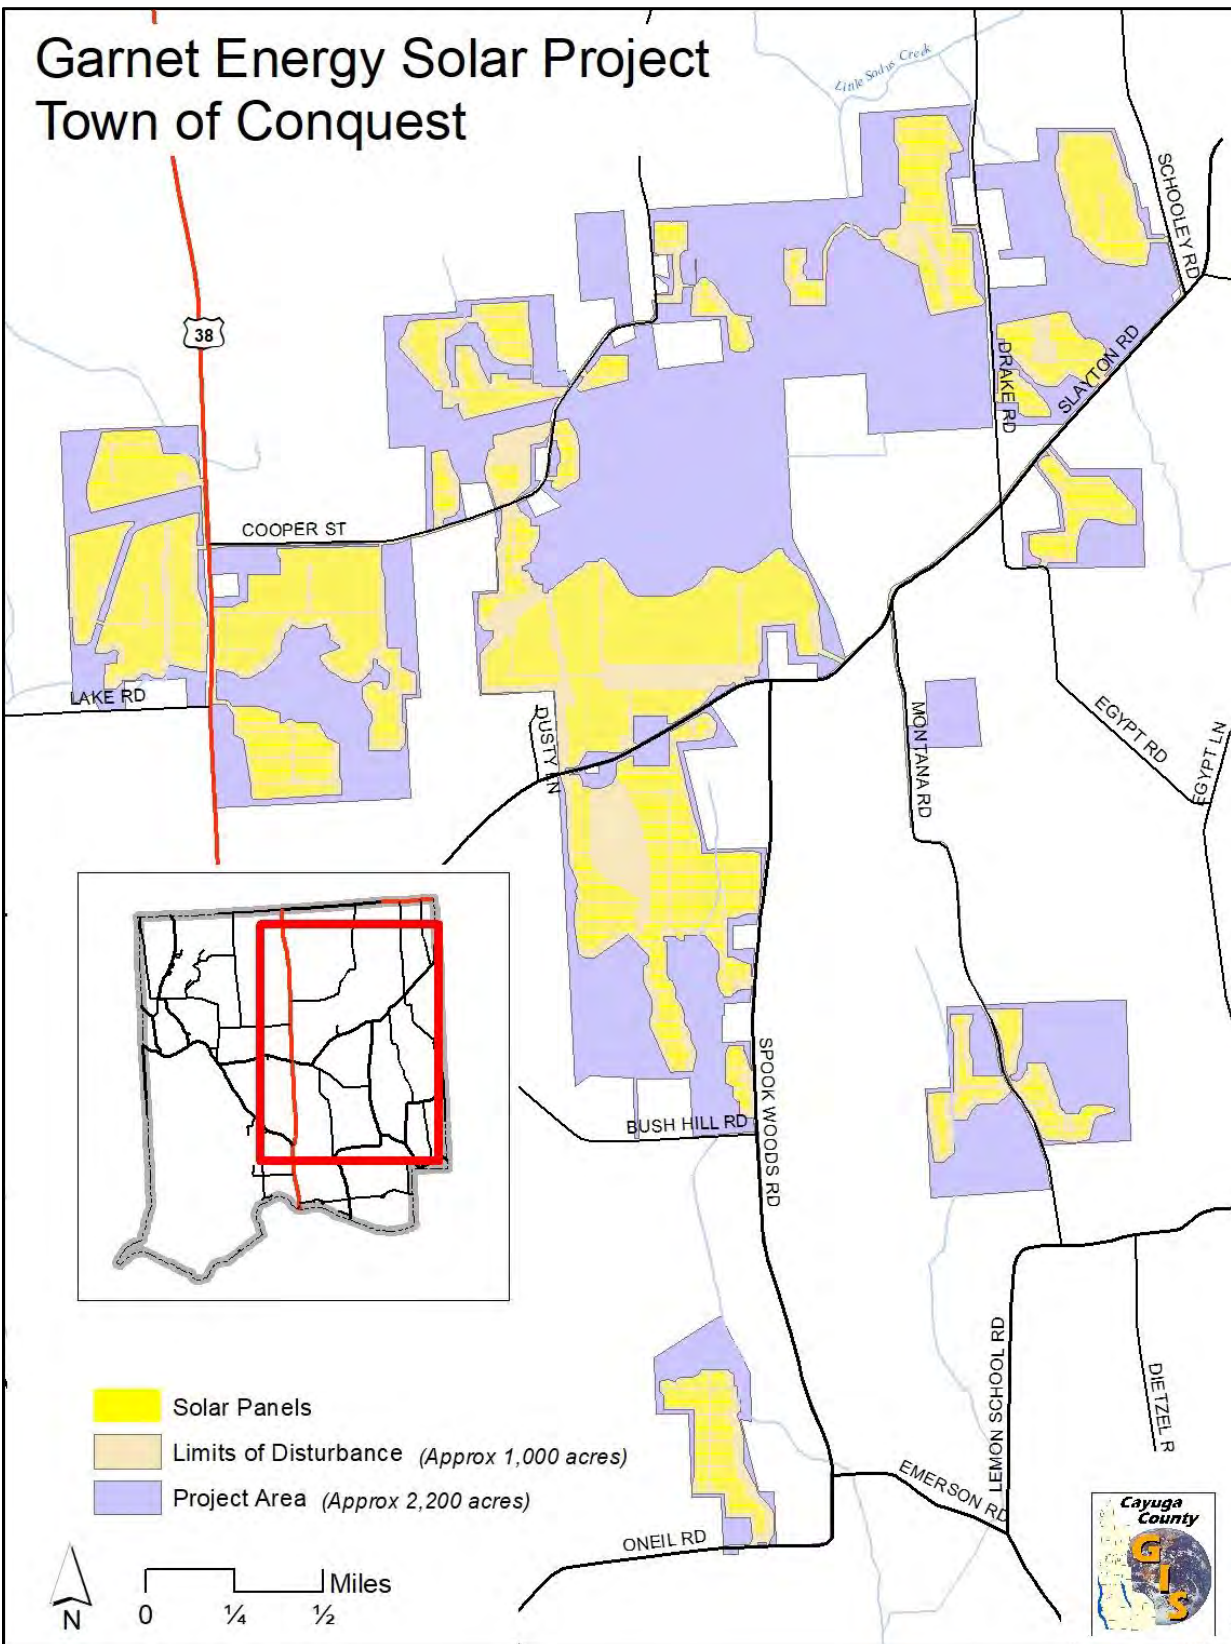 Garnet Energy Solar Project
Town of Conquest
Little Sodus Creek
SCHOOLEY RD
38
DRAKE RD
SLAYTON RD
COOPER ST
LAKE RD
DUSTY LN
MONTANA RD
EGYPT RD
EGYPT LN
SPOOK WOODS RD
BUSH HILL RD
LEMON SCHOOL RD
DIETZEL R
EMERSON RD
ONEIL RD
Solar Panels
Limits of Disturbance (Approx 1,000 acres)
Project Area (Approx 2,200 acres)
N
Miles
0 ¼ ½
Cayuga
County
GIS